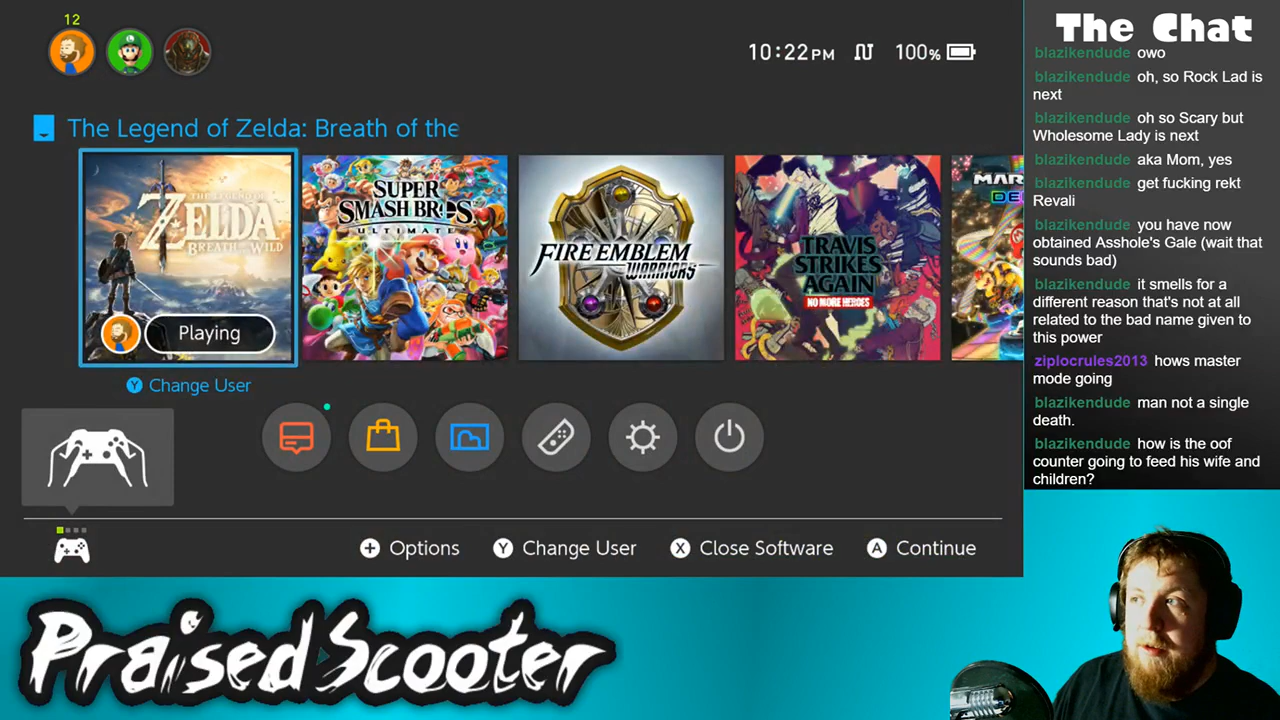 12
10:22PM 100%
The Legend of Zelda: Breath of the
THE LEGEND OF
ZELDA
BREATH OF THE WILD
Playing
SUPER
SMASH BROS.
ULTIMATE
FIRE EMBLEM
WARRIORS
TRAVIS
STRIKES
AGAIN
NO MORE HEROES
MAR
DE
Y Change User
+ Options Y Change User X Close Software A Continue
The Chat
blazikendude owo
blazikendude oh, so Rock Lad is
next
blazikendude oh so Scary but
Wholesome Lady is next
blazikendude aka Mom, yes
blazikendude get fucking rekt
Revali
blazikendude you have now
obtained Asshole's Gale (wait that
sounds bad)
blazikendude it smells for a
different reason that's not at all
related to the bad name given to
this power
ziplocrules2013 hows master
mode going
blazikendude man not a single
death.
blazikendude how is the oof
counter going to feed his wife and
children?
PraisedScooter